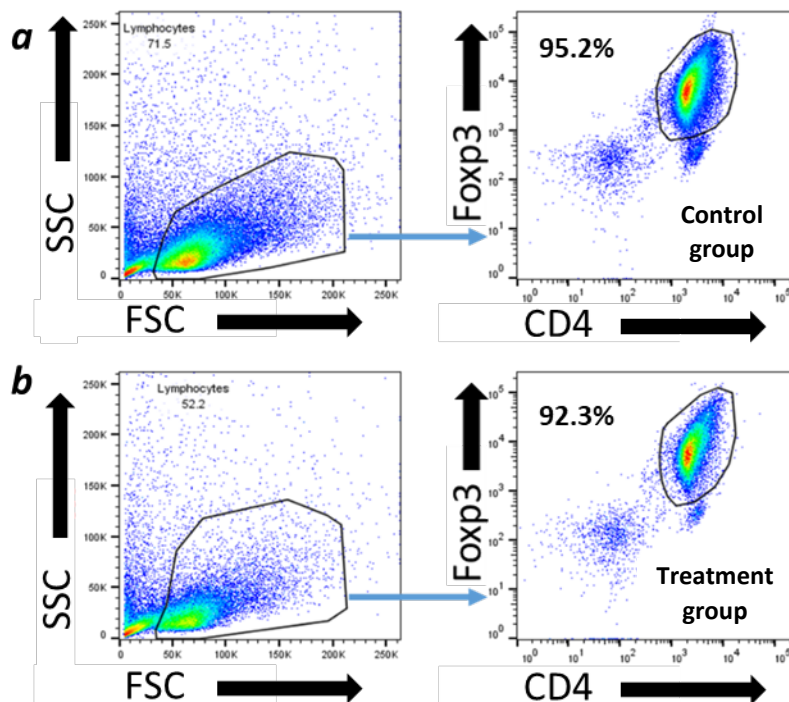 a
Lymphocytes
71.5
250K
200K
150K
100K
50K
0
0 50K 100K 150K 200K 250K
SSC
FSC
95.2%
10^5
10^4
10^3
10^2
10^1
10^0
10^0 10^1 10^2 10^3 10^4 10^5
Foxp3
CD4
Control
group
b
Lymphocytes
52.2
250K
200K
150K
100K
50K
0
0 50K 100K 150K 200K 250K
SSC
FSC
92.3%
10^5
10^4
10^3
10^2
10^1
10^0
10^0 10^1 10^2 10^3 10^4 10^5
Foxp3
CD4
Treatment
group